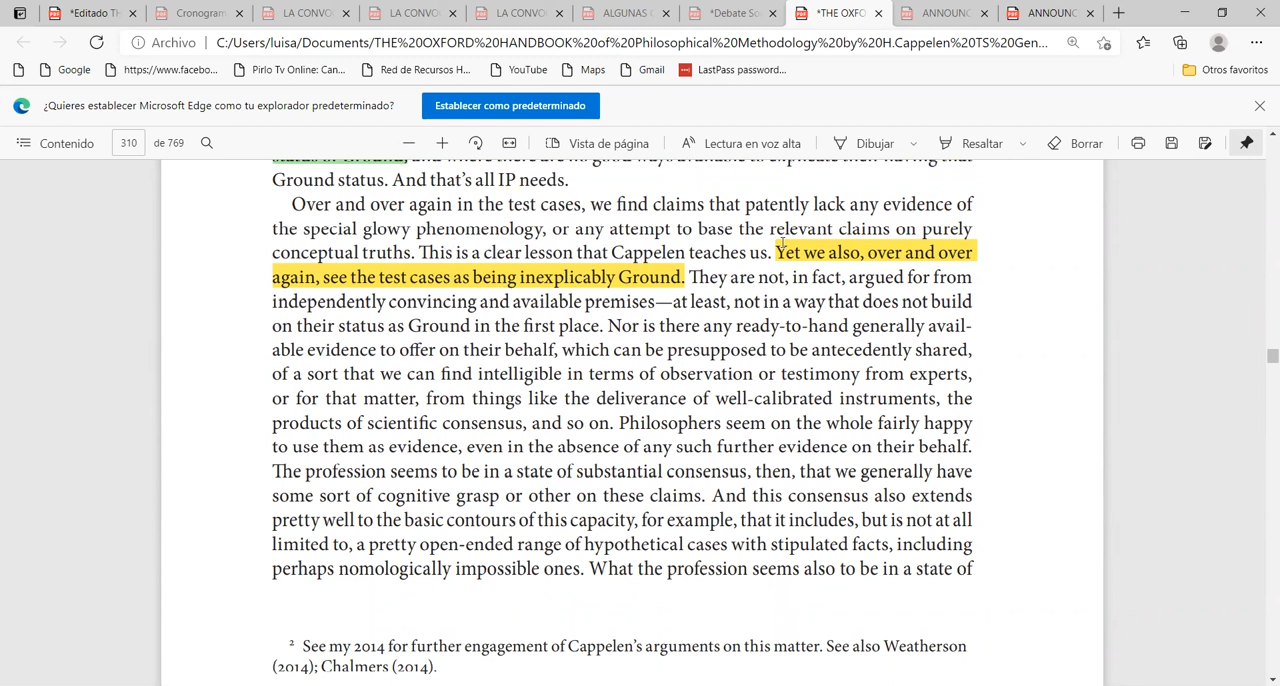 *Editado TH
Cronogram
LA CONVO
LA CONVO
LA CONVO
ALGUNAS C
*Debate So
*THE OXFO
ANNOUNC
ANNOUNC
Archivo
C:/Users/luisa/Documents/THE%20OXFORD%20HANDBOOK%20of%20Philosophical%20Methodology%20by%20H.Cappelen%20TS%20Gen...
Google
https://www.facebo...
Pirlo Tv Online: Can...
Red de Recursos H...
YouTube
Maps
Gmail
LastPass password...
Otros favoritos
¿Quieres establecer Microsoft Edge como tu explorador predeterminado?
Establecer como predeterminado
Contenido
310
de 769
Vista de página
Lectura en voz alta
Dibujar
Resaltar
Borrar
Ground status. And that's all IP needs.
Over and over again in the test cases, we find claims that patently lack any evidence of
the special glowy phenomenology, or any attempt to base the relevant claims on purely
conceptual truths. This is a clear lesson that Cappelen teaches us. Yet we also, over and over
again, see the test cases as being inexplicably Ground. They are not, in fact, argued for from
independently convincing and available premises—at least, not in a way that does not build
on their status as Ground in the first place. Nor is there any ready-to-hand generally avail-
able evidence to offer on their behalf, which can be presupposed to be antecedently shared,
of a sort that we can find intelligible in terms of observation or testimony from experts,
or for that matter, from things like the deliverance of well-calibrated instruments, the
products of scientific consensus, and so on. Philosophers seem on the whole fairly happy
to use them as evidence, even in the absence of any such further evidence on their behalf.
The profession seems to be in a state of substantial consensus, then, that we generally have
some sort of cognitive grasp or other on these claims. And this consensus also extends
pretty well to the basic contours of this capacity, for example, that it includes, but is not at all
limited to, a pretty open-ended range of hypothetical cases with stipulated facts, including
perhaps nomologically impossible ones. What the profession seems also to be in a state of
2 See my 2014 for further engagement of Cappelen's arguments on this matter. See also Weatherson
(2014); Chalmers (2014).